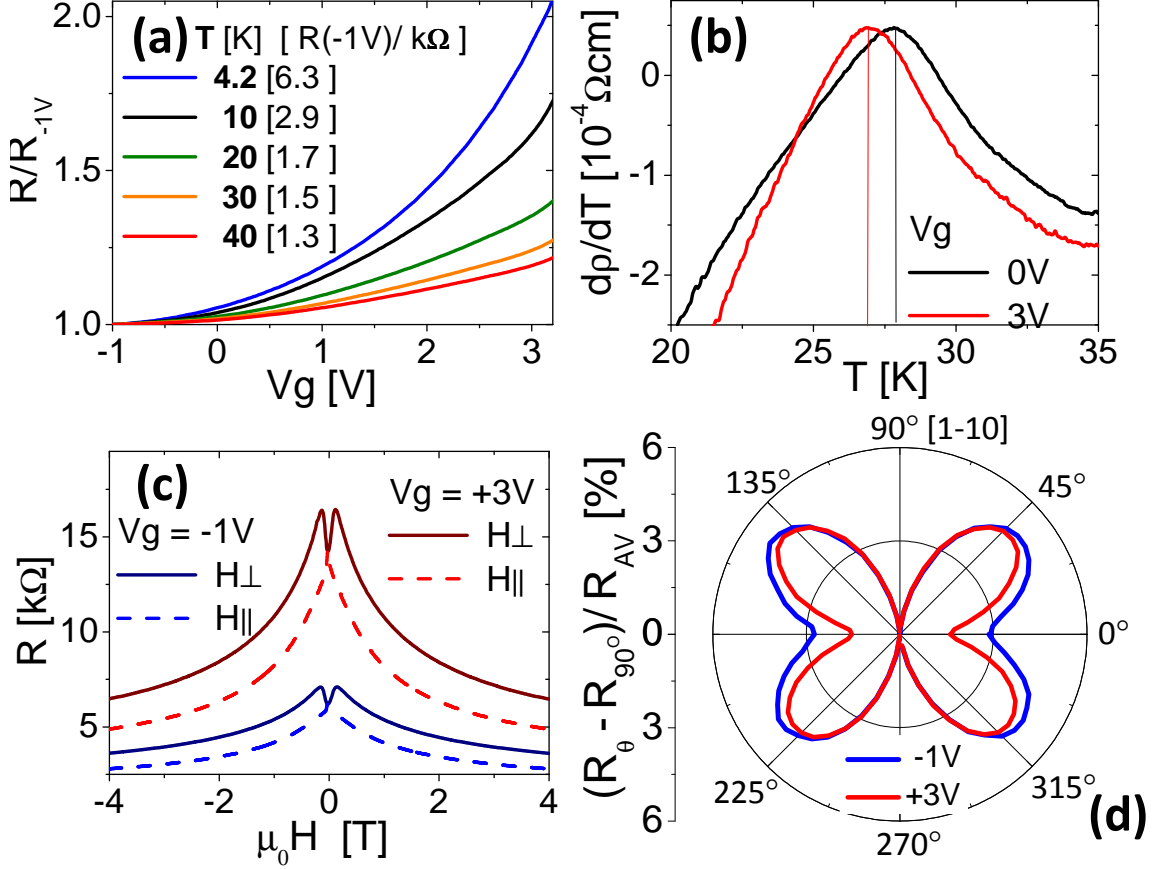 (a)
T [K] [ R(-1V)/ kΩ ]
4.2 [6.3 ]
10 [2.9 ]
20 [1.7 ]
30 [1.5 ]
40 [1.3 ]
R/R-1V
2.0
1.5
1.0
-1 0 1 2 3
Vg [V]
(b)
dρ/dT [10-4Ωcm]
0
-1
-2
Vg
0V
3V
20 25 30 35
T [K]
(c)
Vg = -1V
H⊥
H||
Vg = +3V
H⊥
H||
R [kΩ]
15
10
5
-4 -2 0 2 4
μ0H [T]
(d)
(Rθ - R90°)/ RAV [%]
6
3
0
3
6
90° [1-10]
135°
45°
0°
225°
315°
270°
-1V
+3V